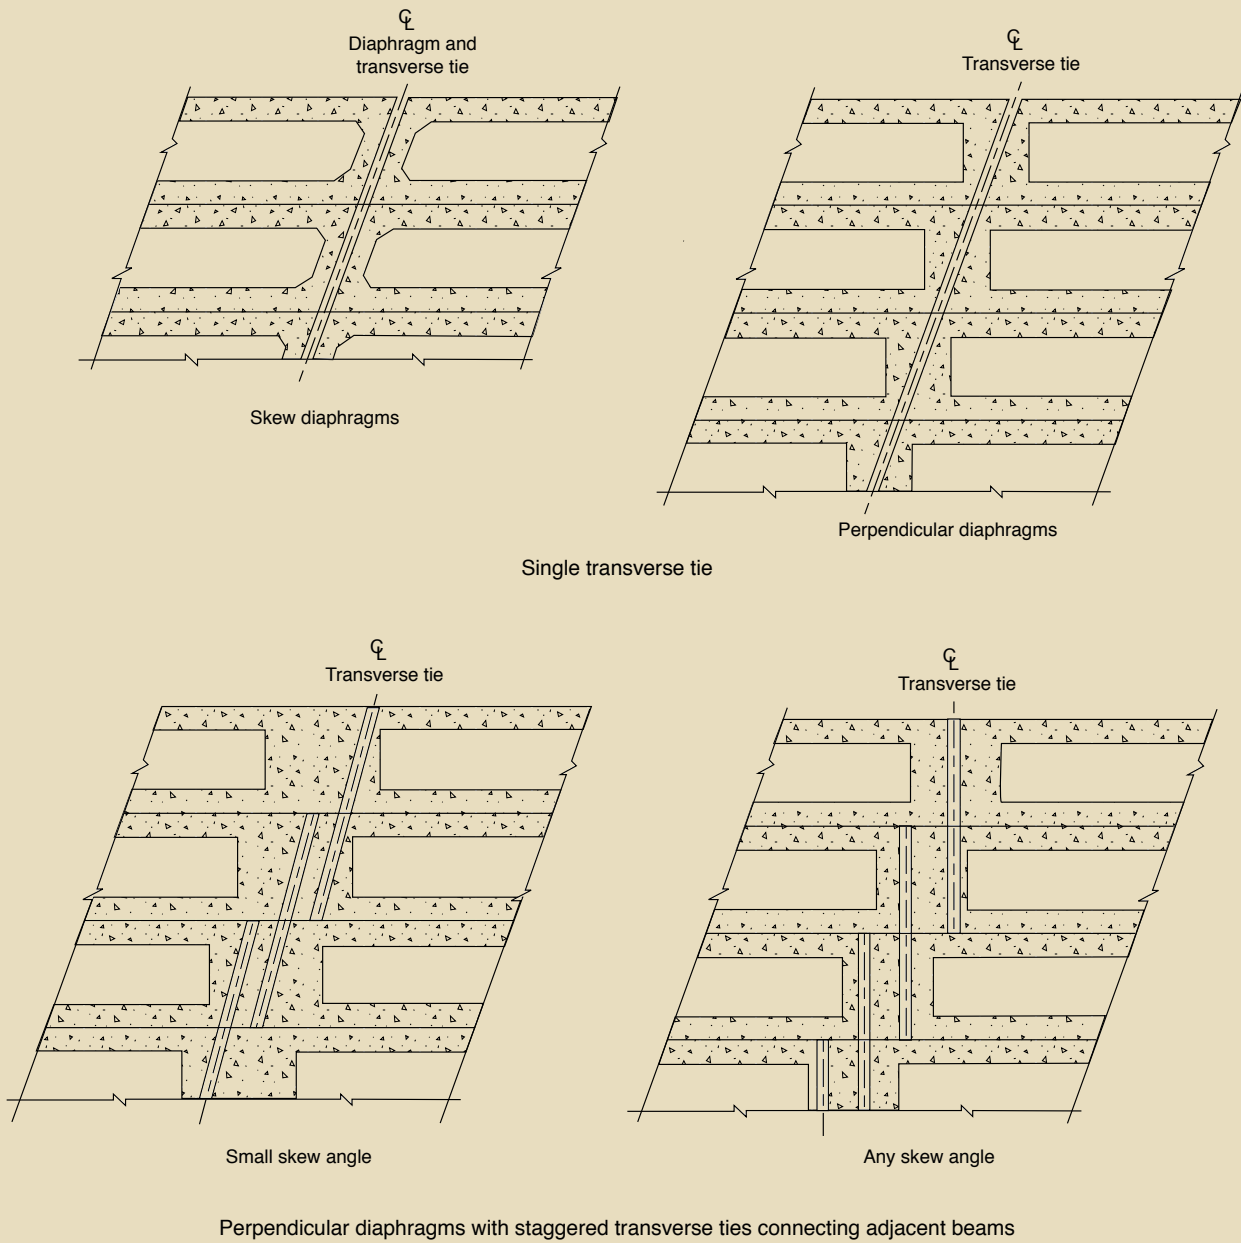 ℄
Diaphragm and
transverse tie
℄
Transverse tie
Skew diaphragms
Perpendicular diaphragms
Single transverse tie
℄
Transverse tie
℄
Transverse tie
Small skew angle
Any skew angle
Perpendicular diaphragms with staggered transverse ties connecting adjacent beams